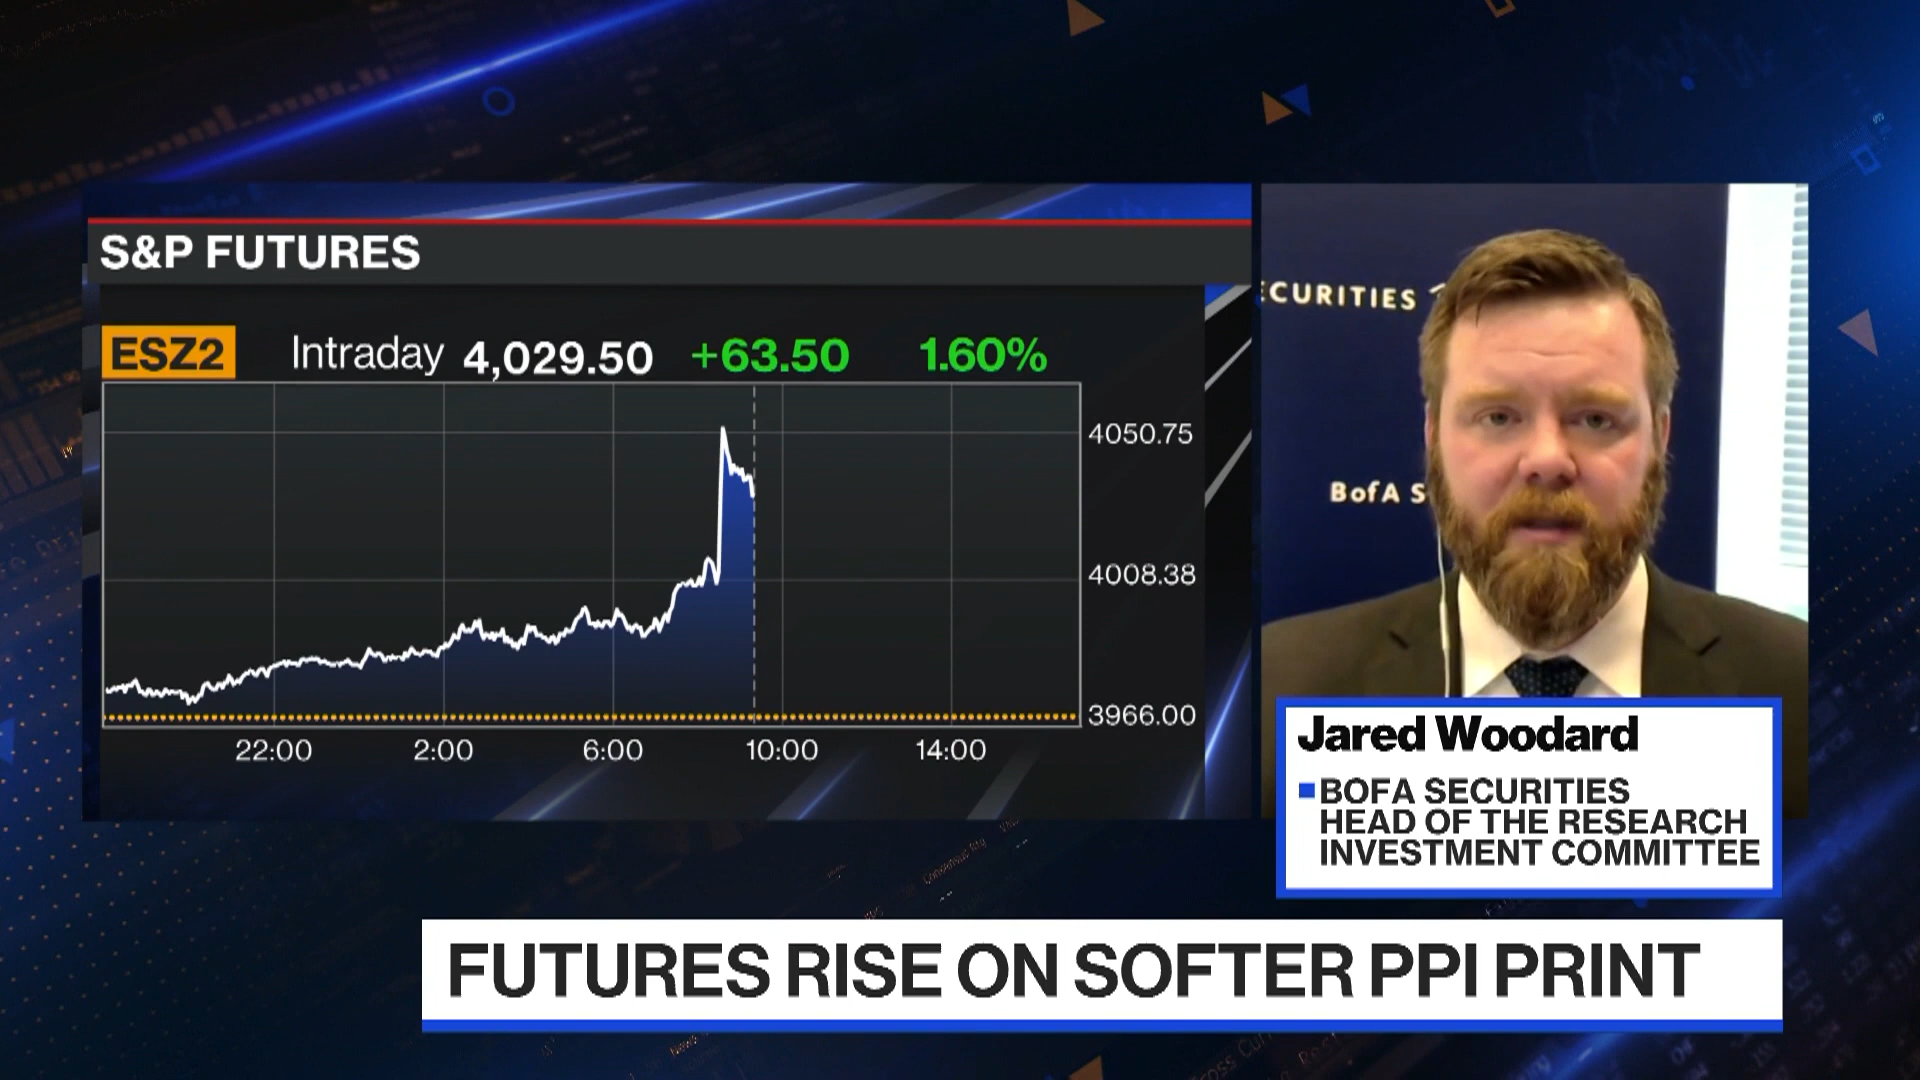 S&P FUTURES
ESZ2 Intraday 4,029.50 +63.50 1.60%
4050.75
4008.38
3966.00
22:00 2:00 6:00 10:00 14:00
SECURITIES
BofA S
Jared Woodard
BOFA SECURITIES
HEAD OF THE RESEARCH
INVESTMENT COMMITTEE
FUTURES RISE ON SOFTER PPI PRINT